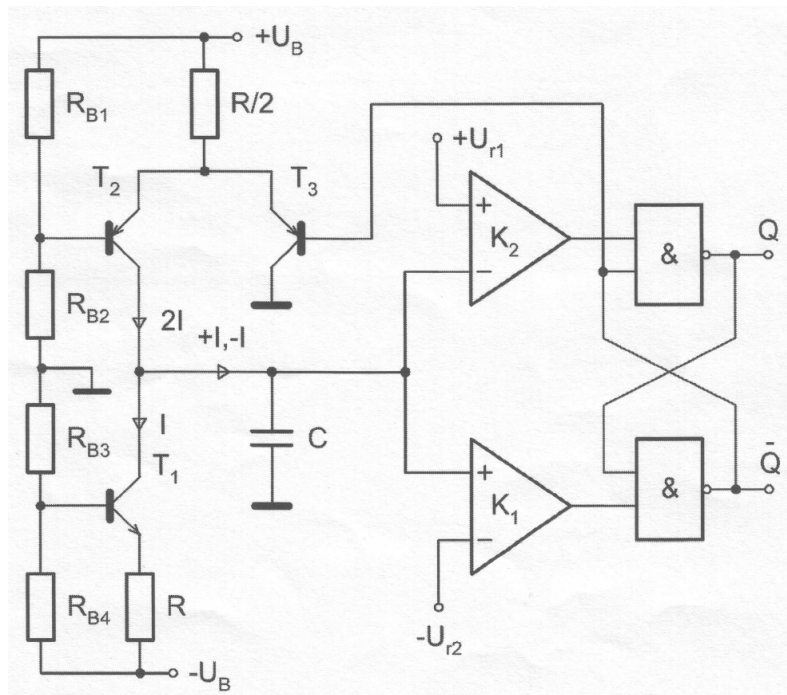 +U_B
R_B1
R/2
+U_r1
T_2
T_3
+
K_2
−
&
Q
R_B2
2I
+I,-I
R_B3
I
C
T_1
+
K_1
−
&
Q̄
R_B4
R
-U_r2
-U_B